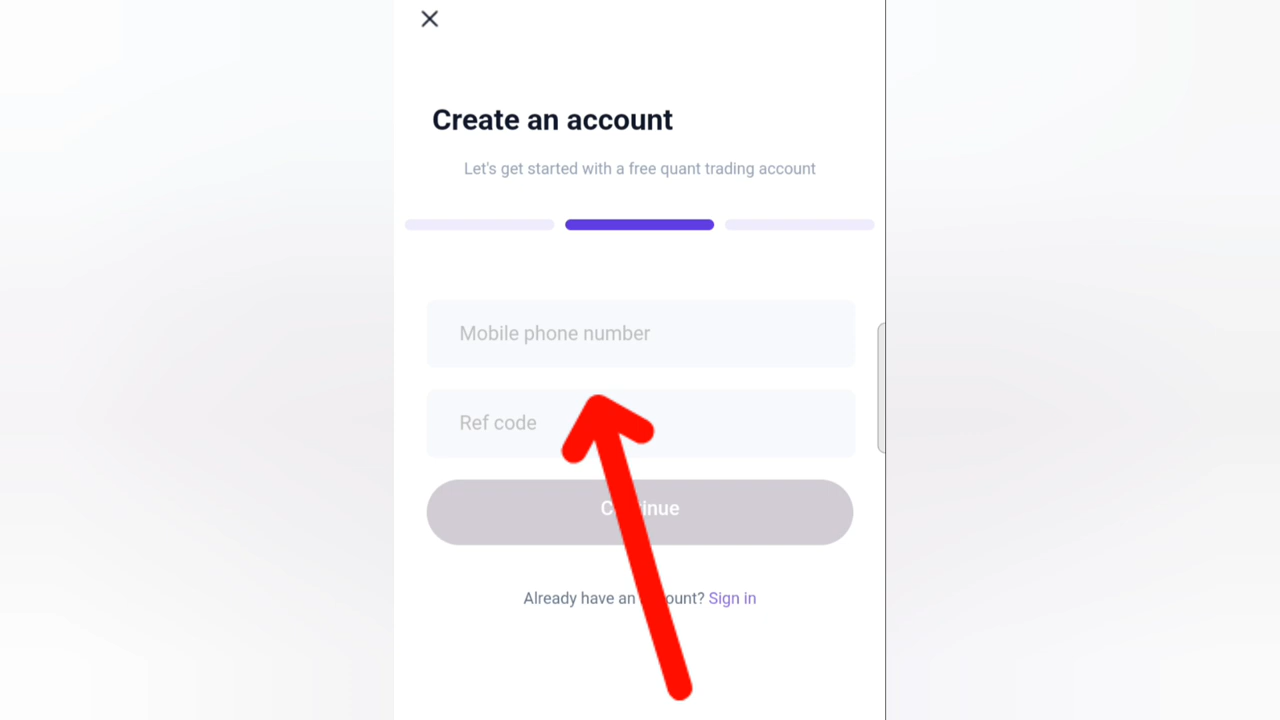 Create an account
Let's get started with a free quant trading account
Mobile phone number
Ref code
Already have an? Sign in